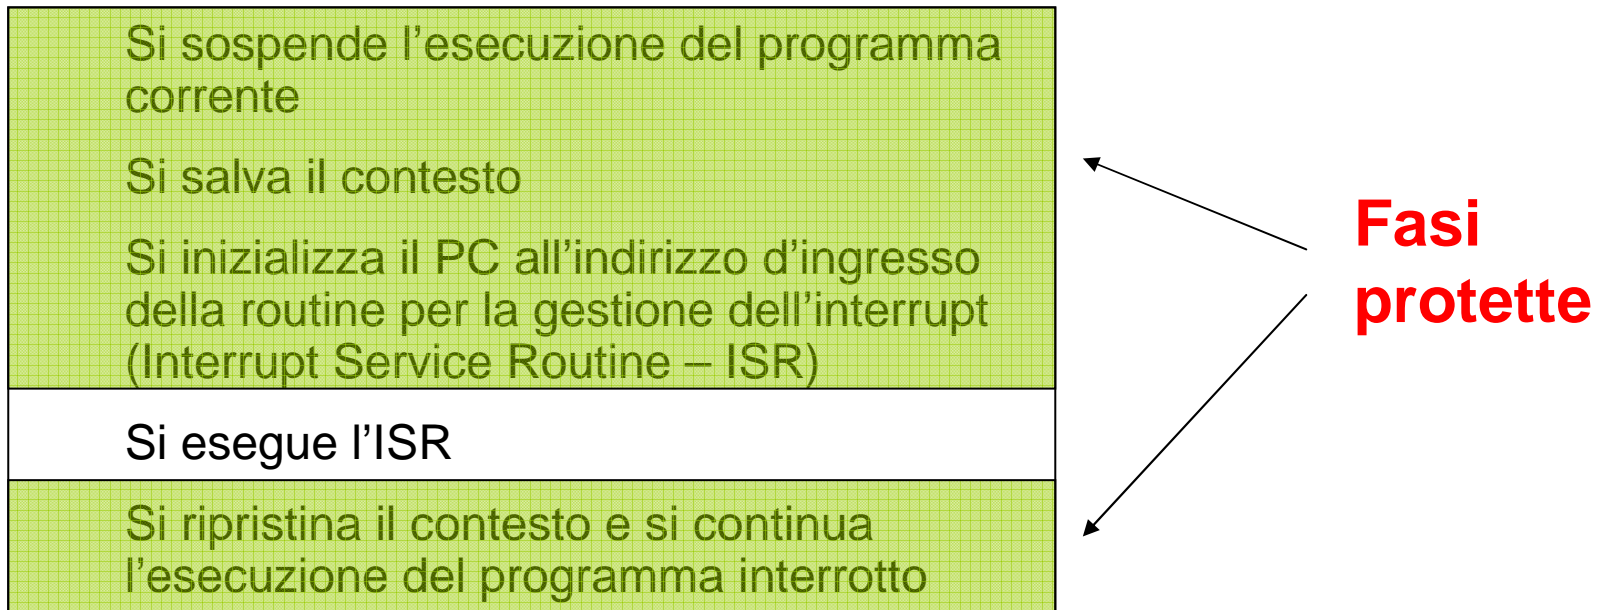 Si sospende l’esecuzione del programma
corrente
Si salva il contesto
Si inizializza il PC all’indirizzo d’ingresso
della routine per la gestione dell’interrupt
(Interrupt Service Routine – ISR)
Si esegue l’ISR
Si ripristina il contesto e si continua
l’esecuzione del programma interrotto
Fasi
protette